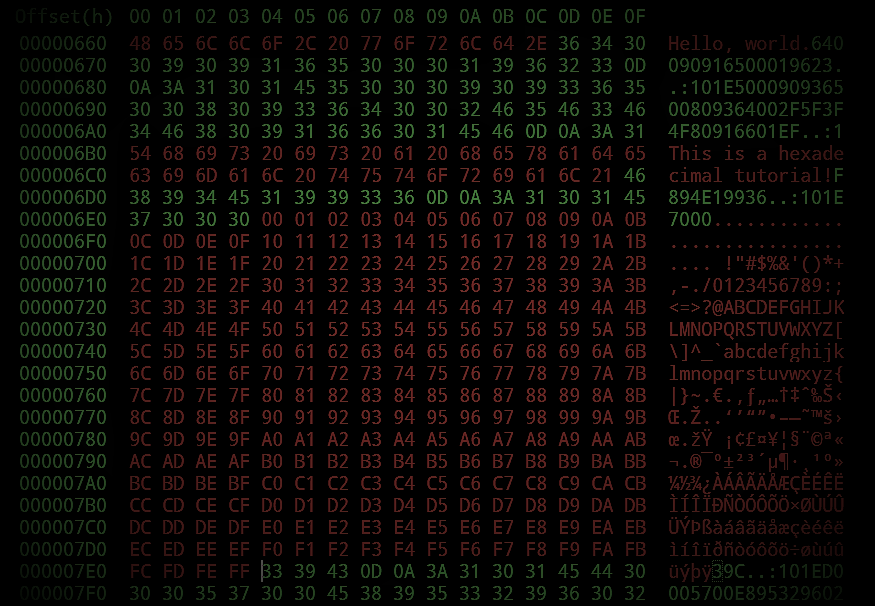 Offset(h) 00 01 02 03 04 05 06 07 08 09 0A 0B 0C 0D 0E 0F
00000660 48 65 6C 6C 6F 2C 20 77 6F 72 6C 64 2E 36 34 30 Hello, world.640
00000670 30 39 30 39 31 36 35 30 30 30 31 39 36 32 33 0D 090916500019623.
00000680 0A 3A 31 30 31 45 35 30 30 30 39 30 39 33 36 35 .:101E5000909365
00000690 30 30 38 30 39 33 36 34 30 30 32 46 35 46 33 46 00809364002F5F3F
000006A0 34 46 38 30 39 31 36 36 30 31 45 46 0D 0A 3A 31 4F80916601EF..:1
000006B0 54 68 69 73 20 69 73 20 61 20 68 65 78 61 64 65 This is a hexade
000006C0 63 69 6D 61 6C 20 74 75 74 6F 72 69 61 6C 21 46 cimal tutorial!F
000006D0 38 39 34 45 31 39 39 33 36 0D 0A 3A 31 30 31 45 894E19936..:101E
000006E0 37 30 30 30 00 01 02 03 04 05 06 07 08 09 0A 0B 7000............
000006F0 0C 0D 0E 0F 10 11 12 13 14 15 16 17 18 19 1A 1B ................
00000700 1C 1D 1E 1F 20 21 22 23 24 25 26 27 28 29 2A 2B .... !"#$%&'()*+
00000710 2C 2D 2E 2F 30 31 32 33 34 35 36 37 38 39 3A 3B ,-./0123456789:;
00000720 3C 3D 3E 3F 40 41 42 43 44 45 46 47 48 49 4A 4B <=>?@ABCDEFGHIJK
00000730 4C 4D 4E 4F 50 51 52 53 54 55 56 57 58 59 5A 5B LMNOPQRSTUVWXYZ[
00000740 5C 5D 5E 5F 60 61 62 63 64 65 66 67 68 69 6A 6B \]^_`abcdefghijk
00000750 6C 6D 6E 6F 70 71 72 73 74 75 76 77 78 79 7A 7B lmnopqrstuvwxyz{
00000760 7C 7D 7E 7F 80 81 82 83 84 85 86 87 88 89 8A 8B |}~.€.‚ƒ„…†‡ˆ‰Š‹
00000770 8C 8D 8E 8F 90 91 92 93 94 95 96 97 98 99 9A 9B Œ.Ž..‘’“”•–—˜™š›
00000780 9C 9D 9E 9F A0 A1 A2 A3 A4 A5 A6 A7 A8 A9 AA AB œ.žŸ ¡¢£¤¥¦§¨©ª«
00000790 AC AD AE AF B0 B1 B2 B3 B4 B5 B6 B7 B8 B9 BA BB ¬.®¯°±²³´µ¶·¸¹º»
000007A0 BC BD BE BF C0 C1 C2 C3 C4 C5 C6 C7 C8 C9 CA CB ¼½¾¿ÀÁÂÃÄÅÆÇÈÉÊË
000007B0 CC CD CE CF D0 D1 D2 D3 D4 D5 D6 D7 D8 D9 DA DB ÌÍÎÏÐÑÒÓÔÕÖ×ØÙÚÛ
000007C0 DC DD DE DF E0 E1 E2 E3 E4 E5 E6 E7 E8 E9 EA EB ÜÝÞßàáâãäåæçèéêë
000007D0 EC ED EE EF F0 F1 F2 F3 F4 F5 F6 F7 F8 F9 FA FB ìíîïðñòóôõö÷øùúû
000007E0 FC FD FE FF 33 39 43 0D 0A 3A 31 30 31 45 44 30 üýþÿ39C..:101ED0
000007F0 30 30 35 37 30 30 45 38 39 35 33 32 39 36 30 32 005700E895329602